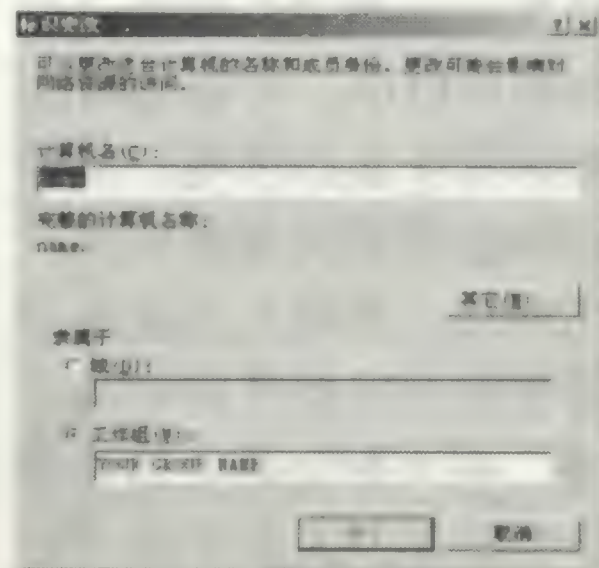 标识更改
可以更改这台计算机的名称和成员身份。更改可能会影响对
网络资源的访问。
计算机名(C):
完整的计算机名称:
name.
其它(M)
隶属于
域(D):
工作组(W):
YOUR GROUP NAME
取消